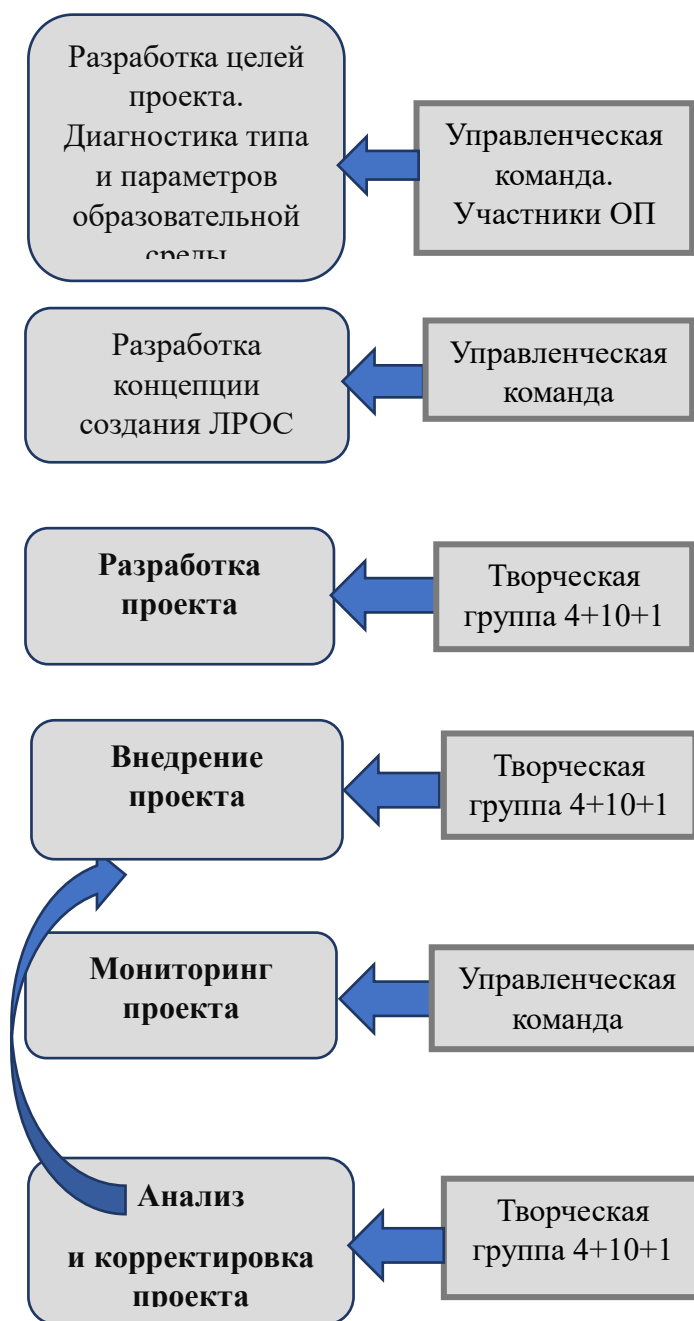 Разработка целей
проекта.
Диагностика типа
и параметров
образовательной
среды
Управленческая
команда.
Участники ОП
Разработка
концепции
создания ЛРОС
Управленческая
команда
Разработка
проекта
Творческая
группа 4+10+1
Внедрение
проекта
Творческая
группа 4+10+1
Мониторинг
проекта
Управленческая
команда
Анализ
и корректировка
проекта
Творческая
группа 4+10+1